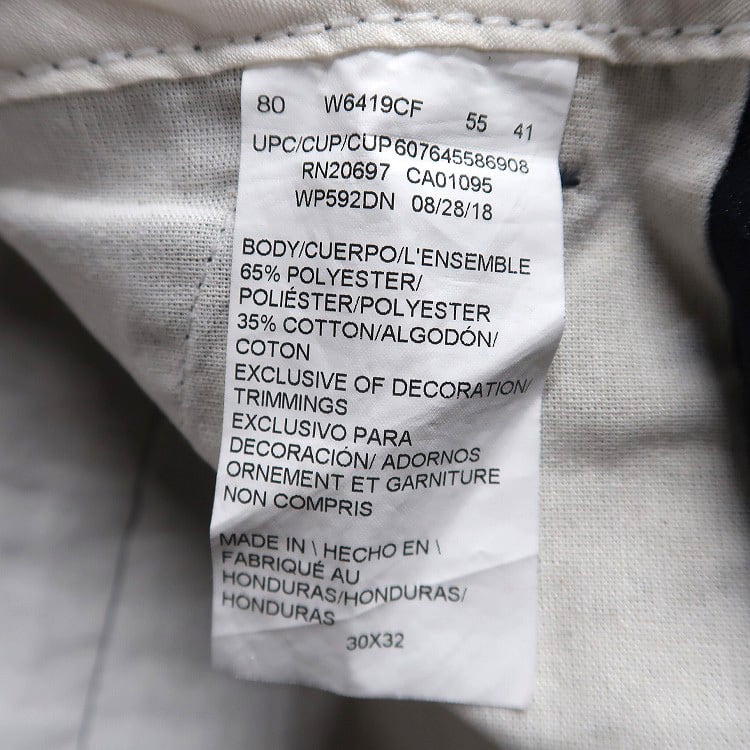 80 W6419CF 55 41
UPC/CUP/CUP607645586908
RN20697 CA01095
WP592DN 08/28/18
BODY/CUERPO/L'ENSEMBLE
65% POLYESTER/
POLIÉSTER/POLYESTER
35% COTTON/ALGODÓN/
COTON
EXCLUSIVE OF DECORATION/
TRIMMINGS
EXCLUSIVO PARA
DECORACIÓN/ ADORNOS
ORNEMENT ET GARNITURE
NON COMPRIS
MADE IN \ HECHO EN \
FABRIQUÉ AU
HONDURAS/HONDURAS/
HONDURAS
30X32